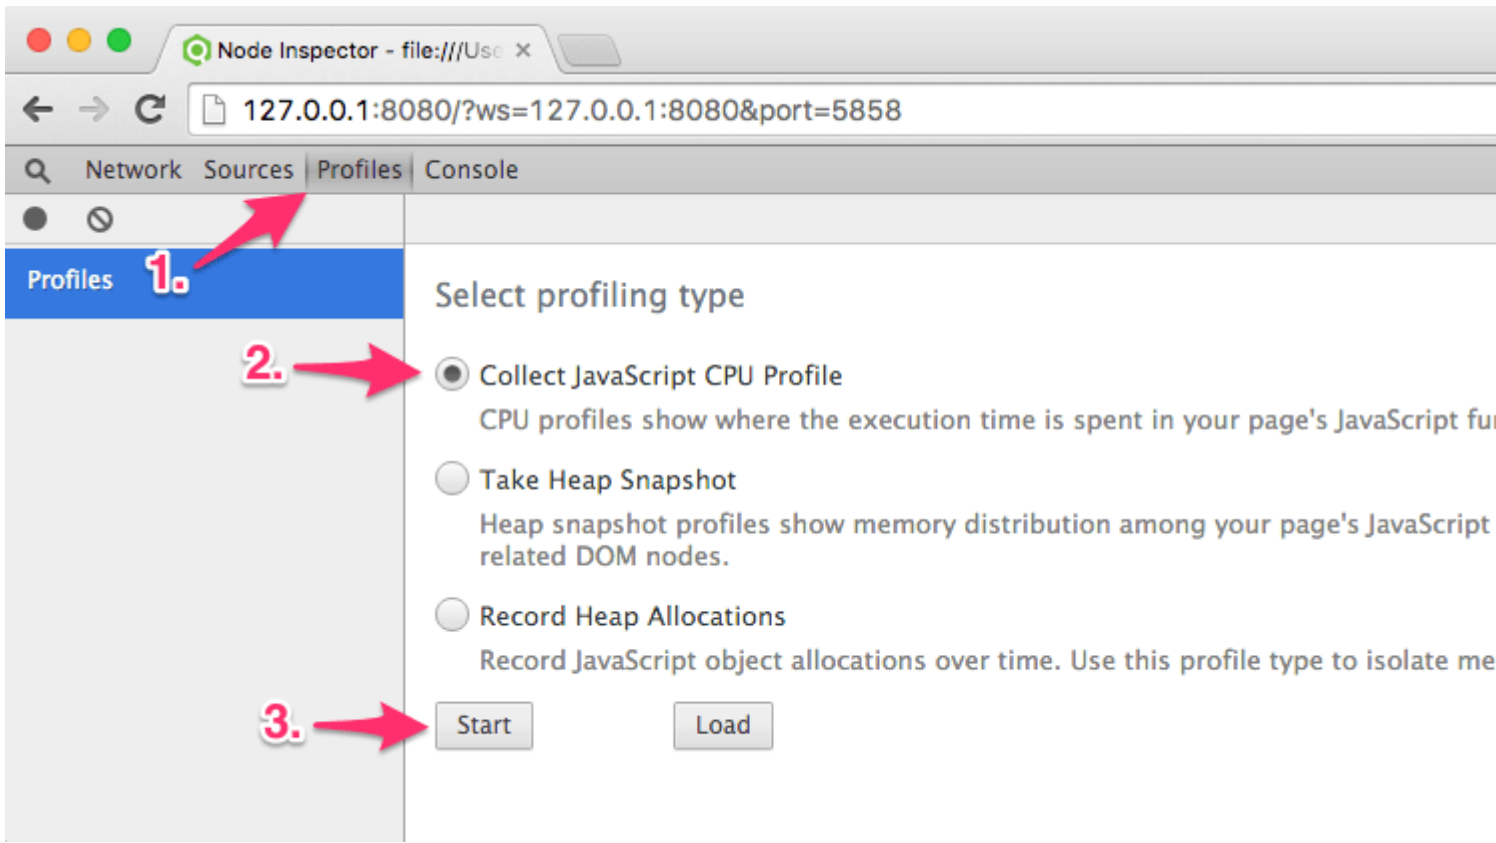 Node Inspector - file:///Use
127.0.0.1:8080/?ws=127.0.0.1:8080&port=5858
Network Sources Profiles Console
1.
Profiles
Select profiling type
2.
Collect JavaScript CPU Profile
CPU profiles show where the execution time is spent in your page's JavaScript
Take Heap Snapshot
Heap snapshot profiles show memory distribution among your page's JavaScript
related DOM nodes.
Record Heap Allocations
Record JavaScript object allocations over time. Use this profile type to isolate
3.
Start Load